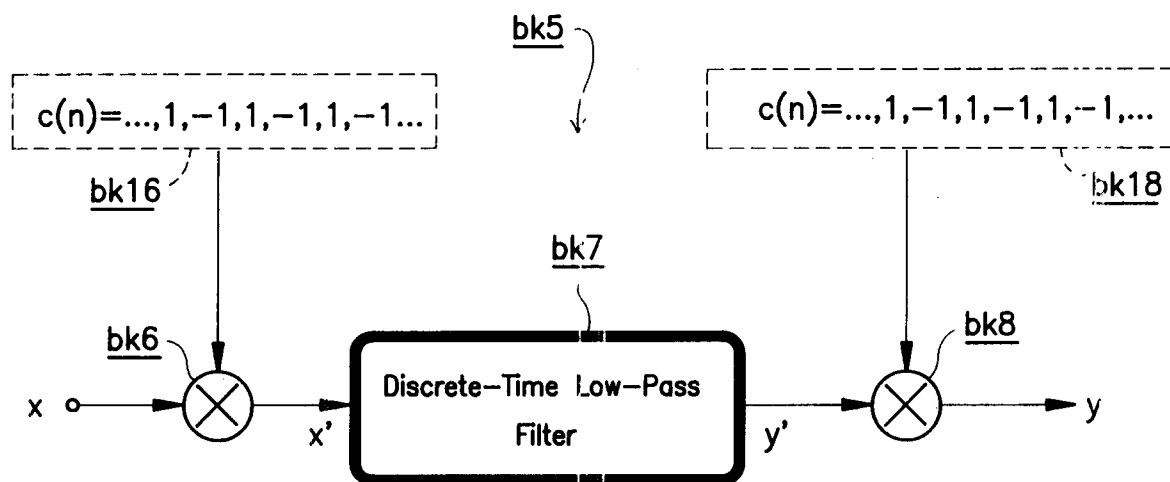 bk5
c(n)=...,1,-1,1,-1,1,-1...
c(n)=...,1,-1,1,-1,1,-1,...
bk16
bk18
bk7
bk6
bk8
x
x'
Discrete-Time Low-Pass
Filter
y'
y